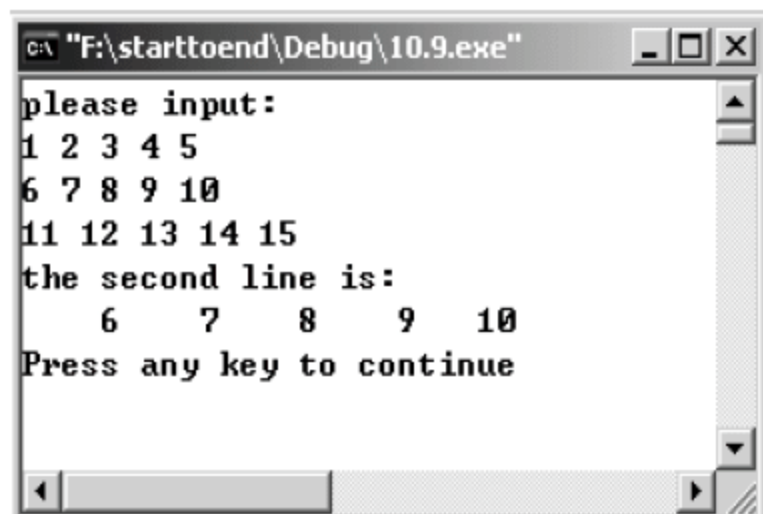 "F:\starttoend\Debug\10.9.exe"
please input:
1 2 3 4 5
6 7 8 9 10
11 12 13 14 15
the second line is:
    6    7    8    9   10
Press any key to continue